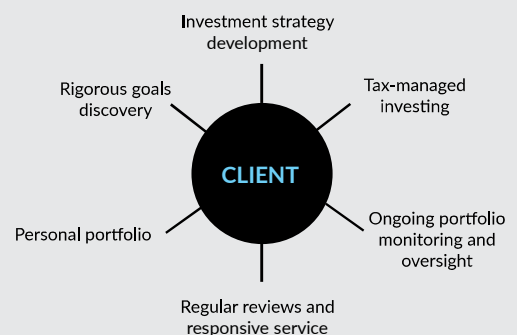 Investment strategy
development
Rigorous goals
discovery
Tax-managed
investing
CLIENT
Personal portfolio
Ongoing portfolio
monitoring and
oversight
Regular reviews and
responsive service